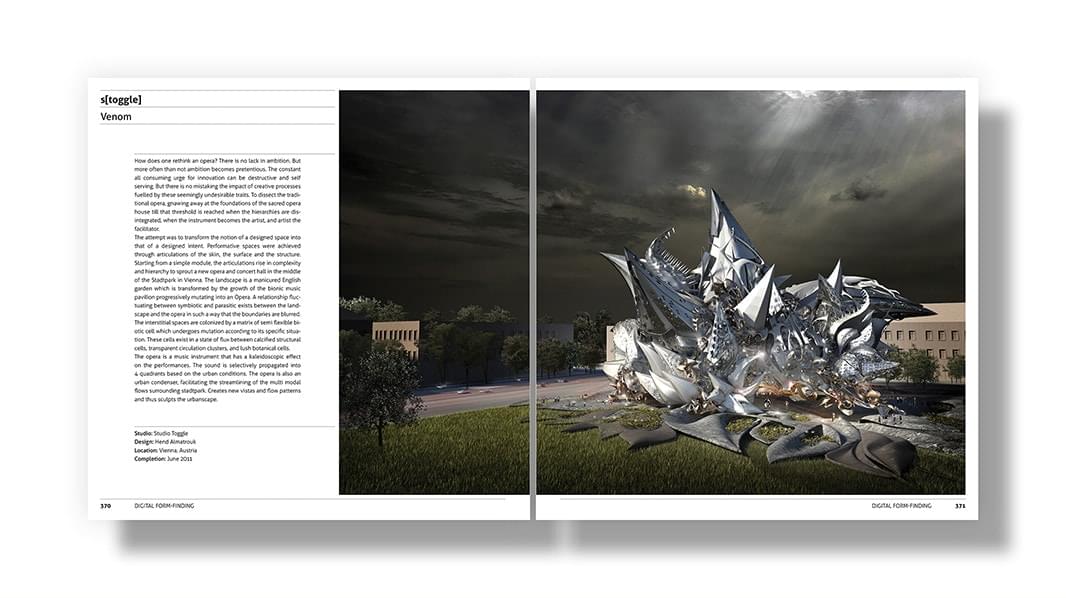 s[toggle]
Venom
How does one rethink an opera? There is no lack in ambition. But
more often than not ambition becomes pretentious. The constant
all consuming urge for innovation can be destructive and self
serving. But there is no mistaking the impact of creative processes
fuelled by these seemingly undesirable traits. To dissect the tradi-
tional opera, gnawing away at the foundations of the sacred opera
house till that threshold is reached when the hierarchies are dis-
integrated, when the instrument becomes the artist, and artist the
facilitator.
The attempt was to transform the notion of a designed space into
that of a designed intent. Performative spaces were achieved
through articulations of the skin, the surface and the structure.
Starting from a simple module, the articulations rise in complexity
and hierarchy to sprout a new opera and concert hall in the middle
of the Stadtpark in Vienna. The landscape is a manicured English
garden which is transformed by the growth of the bionic music
pavilion progressively mutating into an Opera. A relationship fluc-
tuating between symbiotic and parasitic exists between the land-
scape and the opera in such a way that the boundaries are blurred.
The interstitial spaces are colonized by a matrix of semi flexible bi-
otic cell which undergoes mutation according to its specific situa-
tion. These cells exist in a state of flux between calcified structural
cells, transparent circulation clusters, and lush botanical cells.
The opera is a music instrument that has a kaleidoscopic effect
on the performances. The sound is selectively propagated into
4 quadrants based on the urban conditions. The opera is also an
urban condenser, facilitating the streamlining of the multi modal
flows surrounding stadtpark. Creates new vistas and flow patterns
and thus sculpts the urbanscape.
Studio: Studio Toggle
Design: Hend Almatrouk
Location: Vienna, Austria
Completion: June 2011
370 DIGITAL FORM-FINDING
DIGITAL FORM-FINDING 371